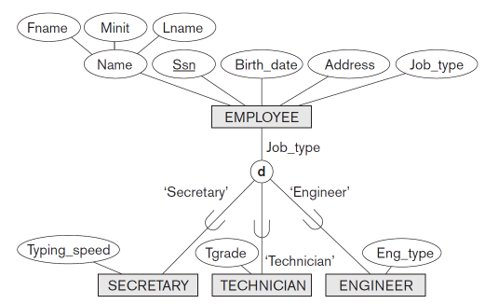 Fname Minit Lname
Name Ssn Birth_date Address Job_type
EMPLOYEE
Job_type
d
‘Secretary’ ‘Engineer’
Typing_speed Tgrade ‘Technician’ Eng_type
SECRETARY TECHNICIAN ENGINEER